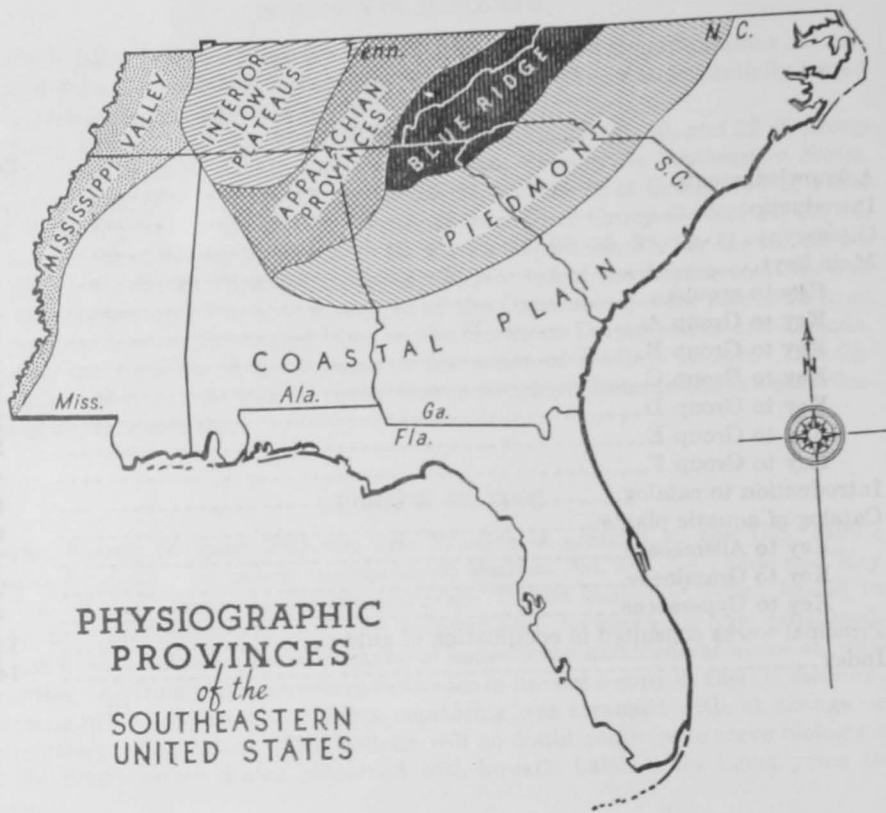 Tenn.
N.C.
MISSISSIPPI VALLEY
INTERIOR
LOW
PLATEAUS
APPALACHIAN
PROVINCES
BLUE RIDGE
PIEDMONT
S.C.
COASTAL PLAIN
N
Miss.
Ala.
Ga.
Fla.
PHYSIOGRAPHIC
PROVINCES
of the
SOUTHEASTERN
UNITED STATES